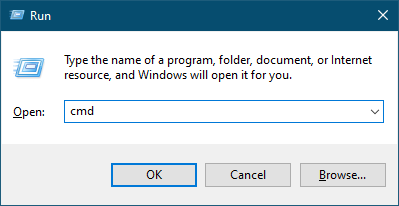 Run
Type the name of a program, folder, document, or Internet
resource, and Windows will open it for you.
Open: cmd
OK Cancel Browse...